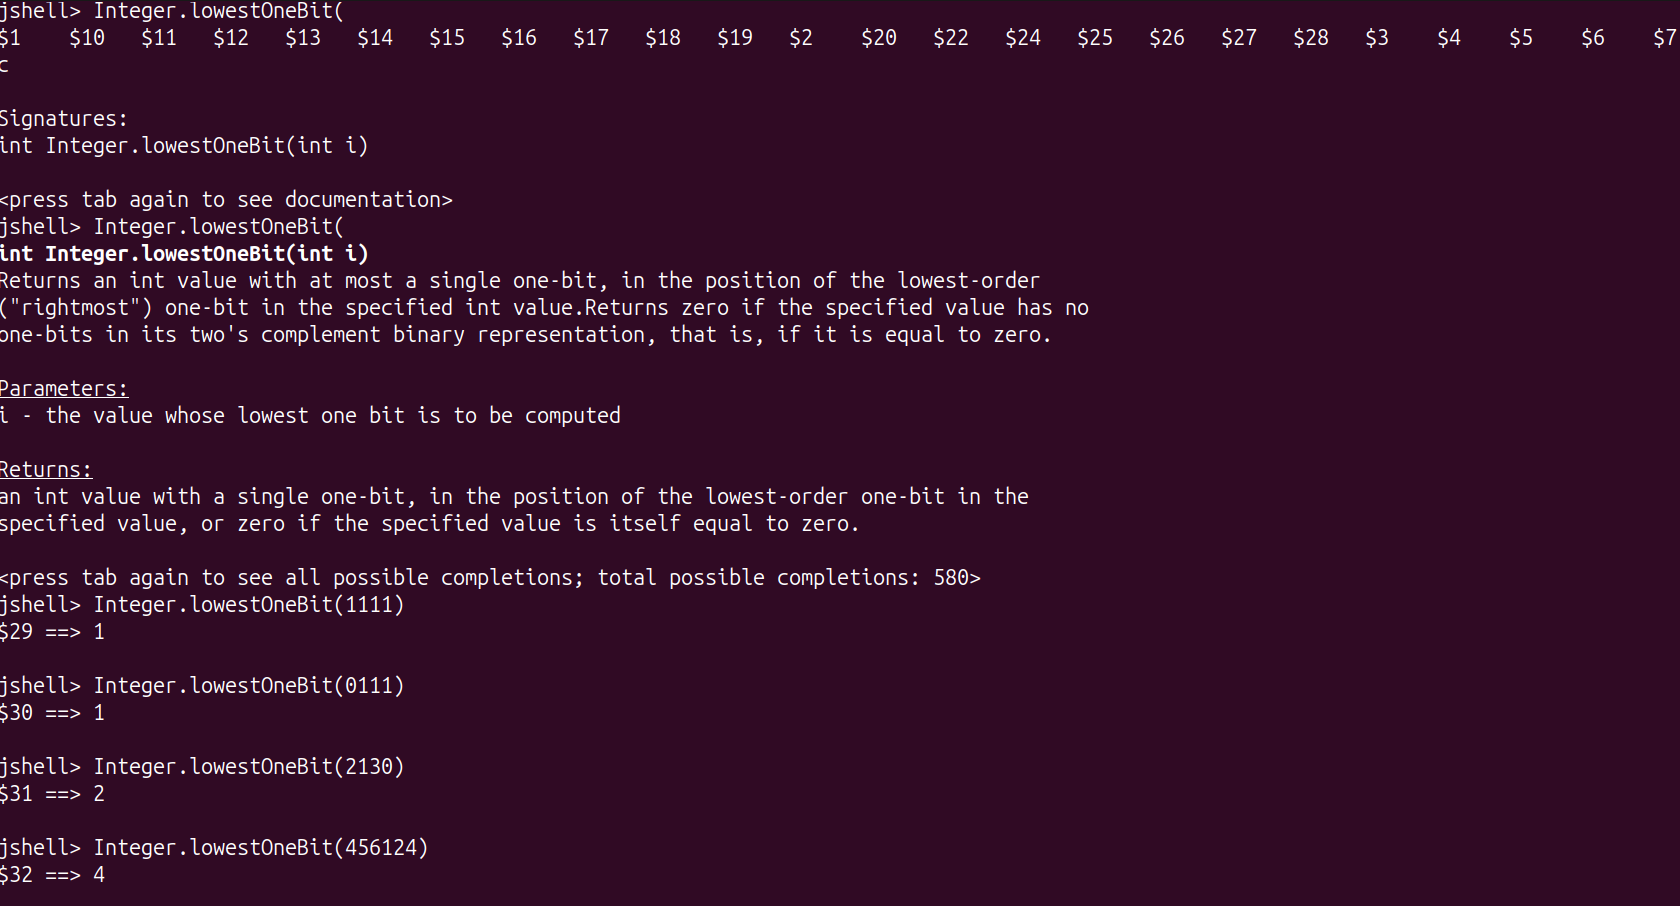 jshell> Integer.lowestOneBit(
$1 $10 $11 $12 $13 $14 $15 $16 $17 $18 $19 $2 $20 $22 $24 $25 $26 $27 $28 $3 $4 $5 $6 $7
c
Signatures:
int Integer.lowestOneBit(int i)
<press tab again to see documentation>
jshell> Integer.lowestOneBit(
int Integer.lowestOneBit(int i)
Returns an int value with at most a single one-bit, in the position of the lowest-order
("rightmost") one-bit in the specified int value.Returns zero if the specified value has no
one-bits in its two's complement binary representation, that is, if it is equal to zero.
Parameters:
i - the value whose lowest one bit is to be computed
Returns:
an int value with a single one-bit, in the position of the lowest-order one-bit in the
specified value, or zero if the specified value is itself equal to zero.
<press tab again to see all possible completions; total possible completions: 580>
jshell> Integer.lowestOneBit(1111)
$29 ==> 1
jshell> Integer.lowestOneBit(0111)
$30 ==> 1
jshell> Integer.lowestOneBit(2130)
$31 ==> 2
jshell> Integer.lowestOneBit(456124)
$32 ==> 4